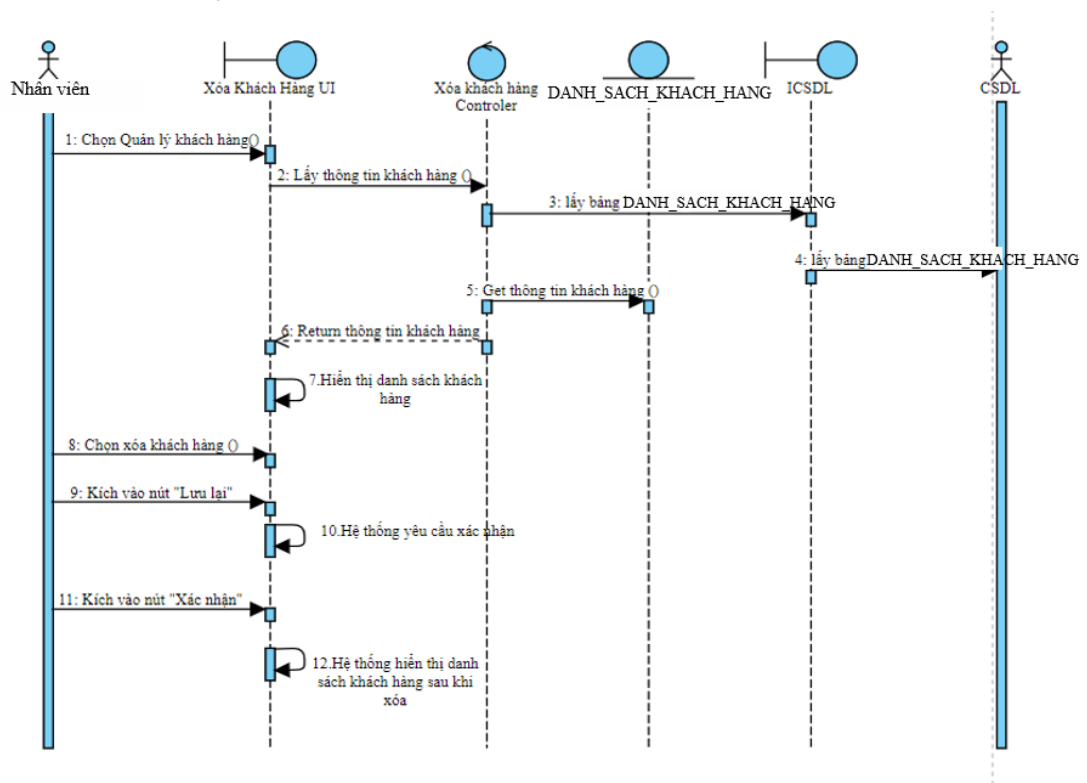 Nhân viên
Xóa Khách Hàng UI
Xóa khách hàng
Controler
DANH_SACH_KHACH_HANG
ICSDL
CSDL
1: Chọn Quản lý khách hàng()
2: Lấy thông tin khách hàng ()
3: lấy bảng DANH_SACH_KHACH_HANG
4: lấy bảngDANH_SACH_KHACH_HANG
5: Get thông tin khách hàng ()
6: Return thông tin khách hàng
7.Hiển thị danh sách khách
hàng
8: Chọn xóa khách hàng ()
9: Kích vào nút "Lưu lại"
10.Hệ thống yêu cầu xác nhận
11: Kích vào nút "Xác nhận"
12.Hệ thống hiển thị danh
sách khách hàng sau khi
xóa